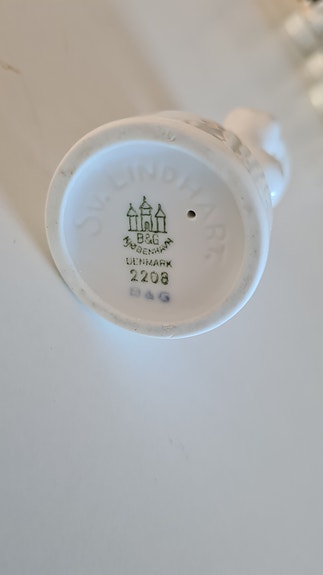 Sv. LINDHART
B&G
KJØBENHAVN
DENMARK
2208
B&G